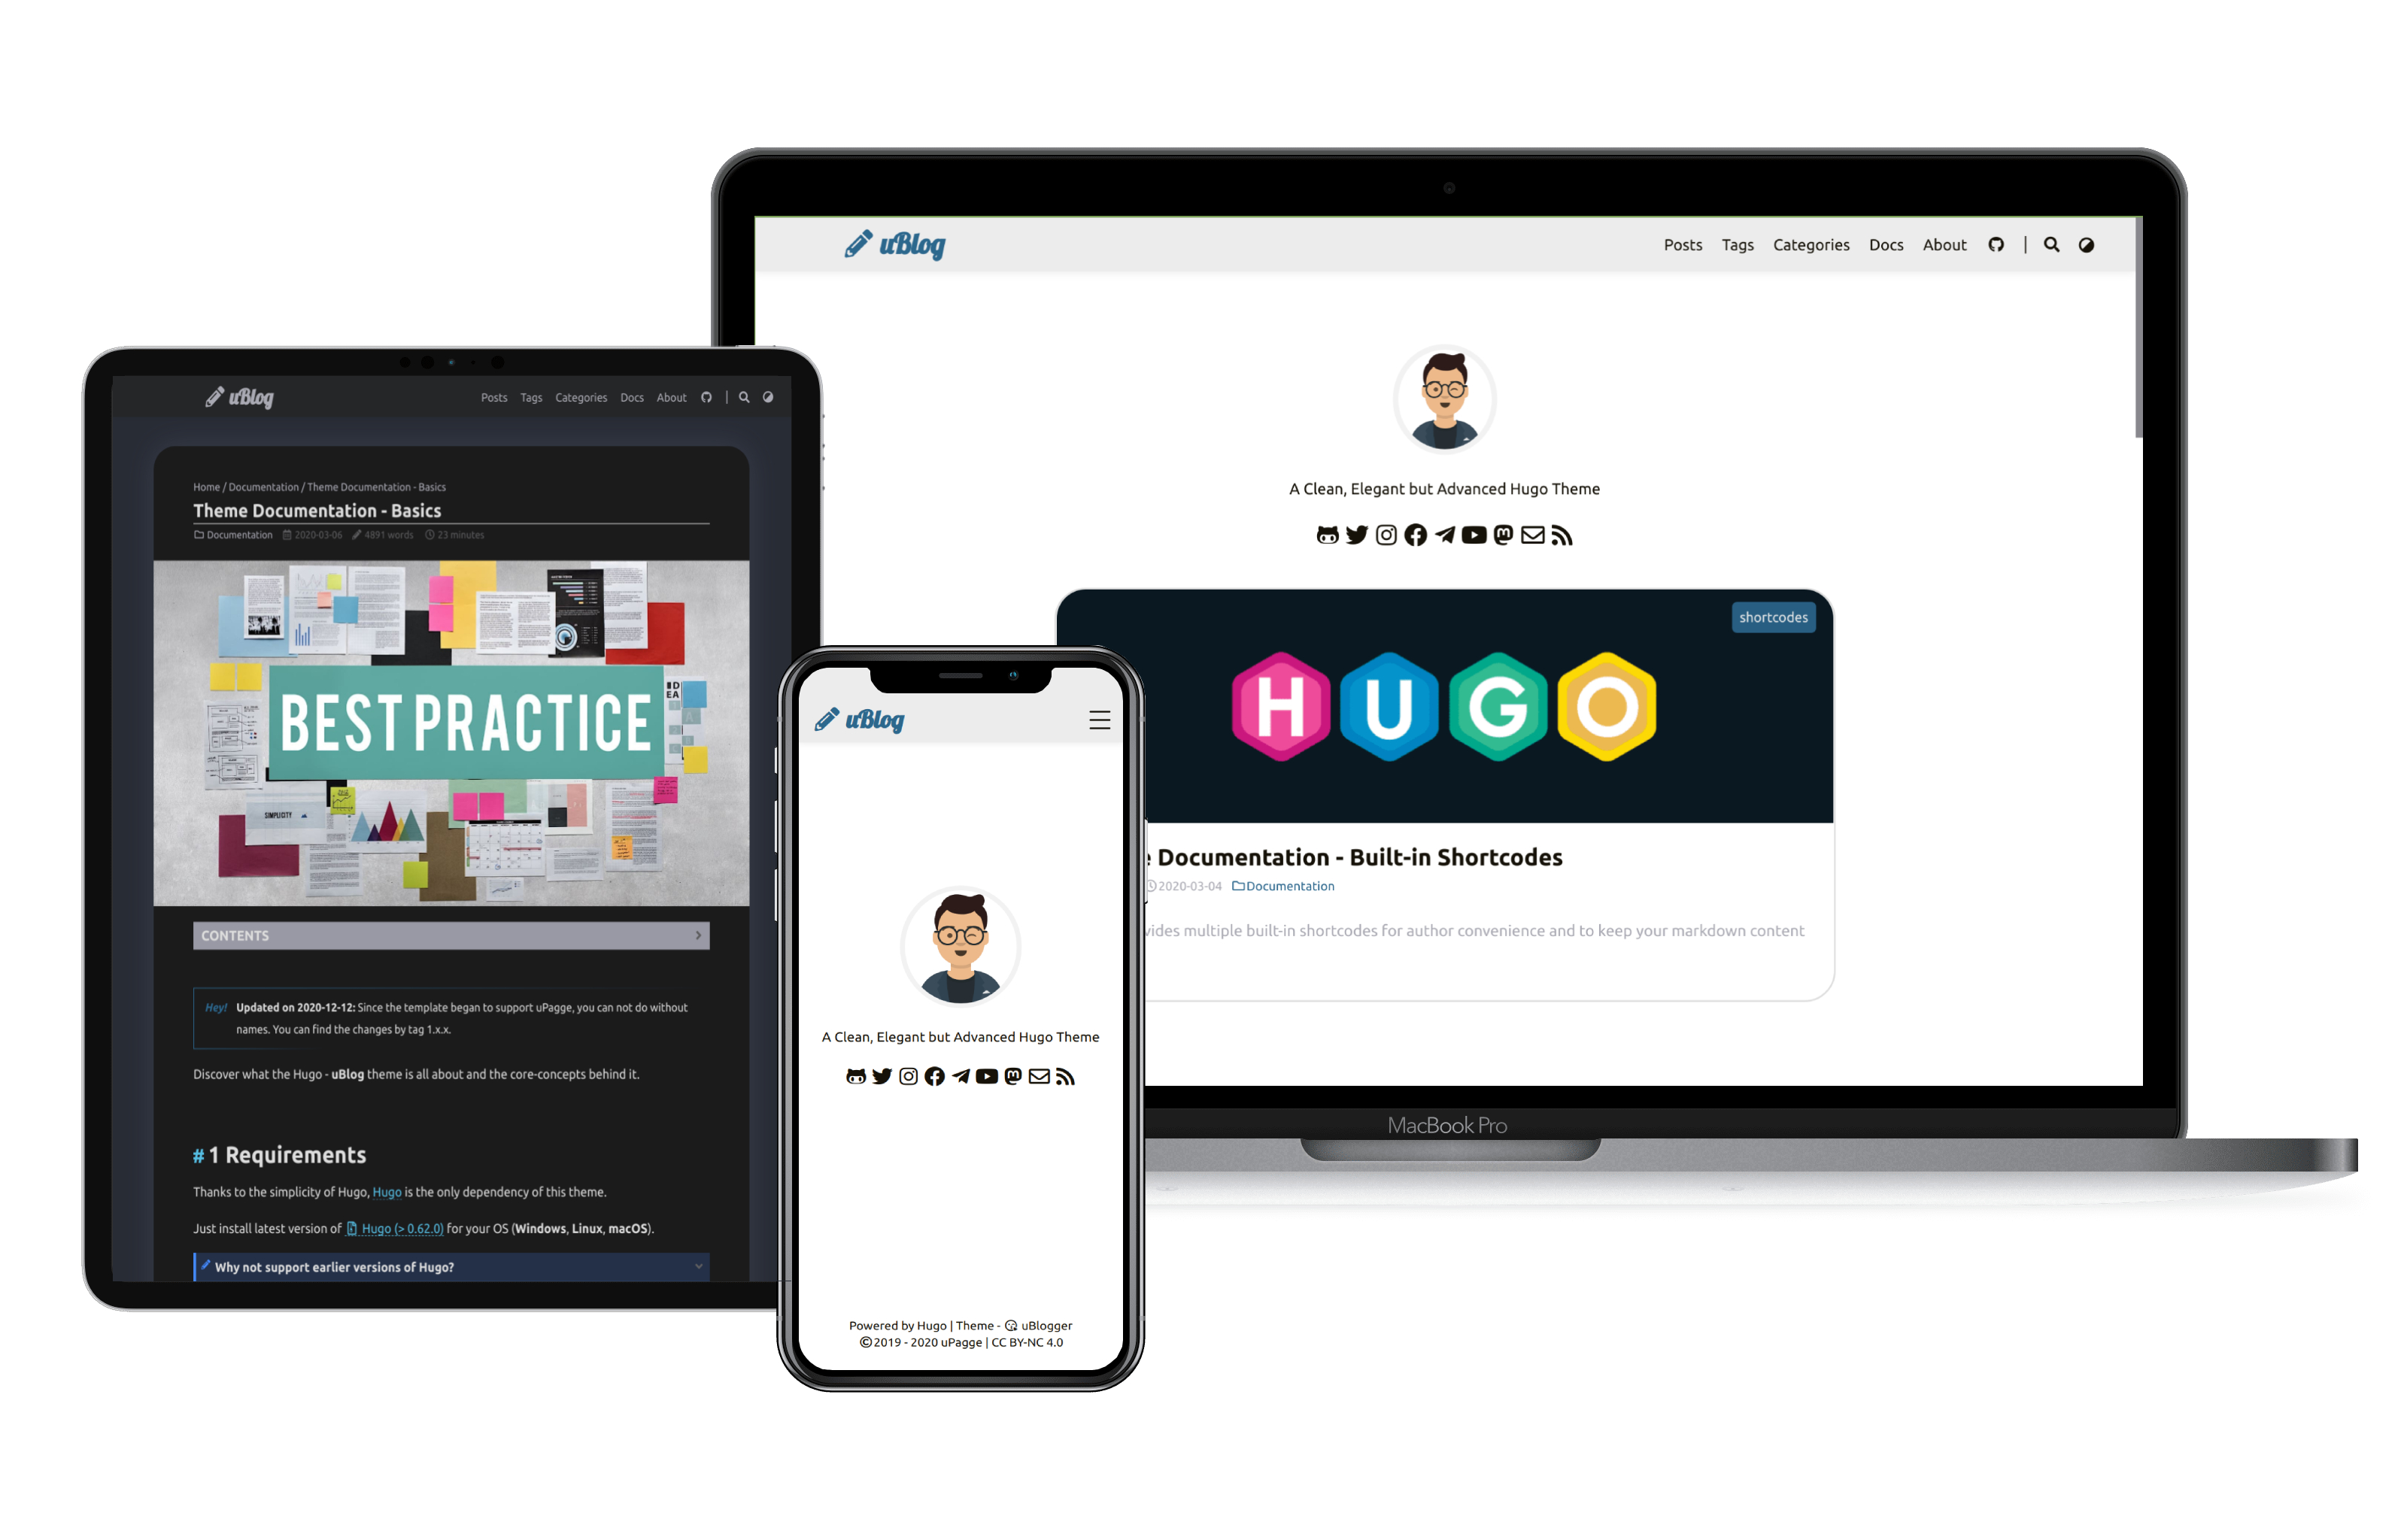 uBlog
Posts Tags Categories Docs About |
A Clean, Elegant but Advanced Hugo Theme
shortcodes
HUGO
Documentation - Built-in Shortcodes
2020-03-04 Documentation
multiple built-in shortcodes for author convenience and to keep your markdown content
MacBook Pro
uBlog
Posts Tags Categories Docs About |
Home / Documentation / Theme Documentation - Basics
Theme Documentation - Basics
Documentation 2020-03-06 4891 words 23 minutes
ID
EA
BEST PRACTICE
SIMPLICITY
CONTENTS
Hey! Updated on 2020-12-12: Since the template began to support uPagge, you can not do without
names. You can find the changes by tag 1.x.x.
Discover what the Hugo - uBlog theme is all about and the core-concepts behind it.
# 1 Requirements
Thanks to the simplicity of Hugo, Hugo is the only dependency of this theme.
Just install latest version of Hugo (> 0.62.0) for your OS (Windows, Linux, macOS).
Why not support earlier versions of Hugo?
uBlog
A Clean, Elegant but Advanced Hugo Theme
Powered by Hugo | Theme - uBlogger
©2019 - 2020 uPagge | CC BY-NC 4.0